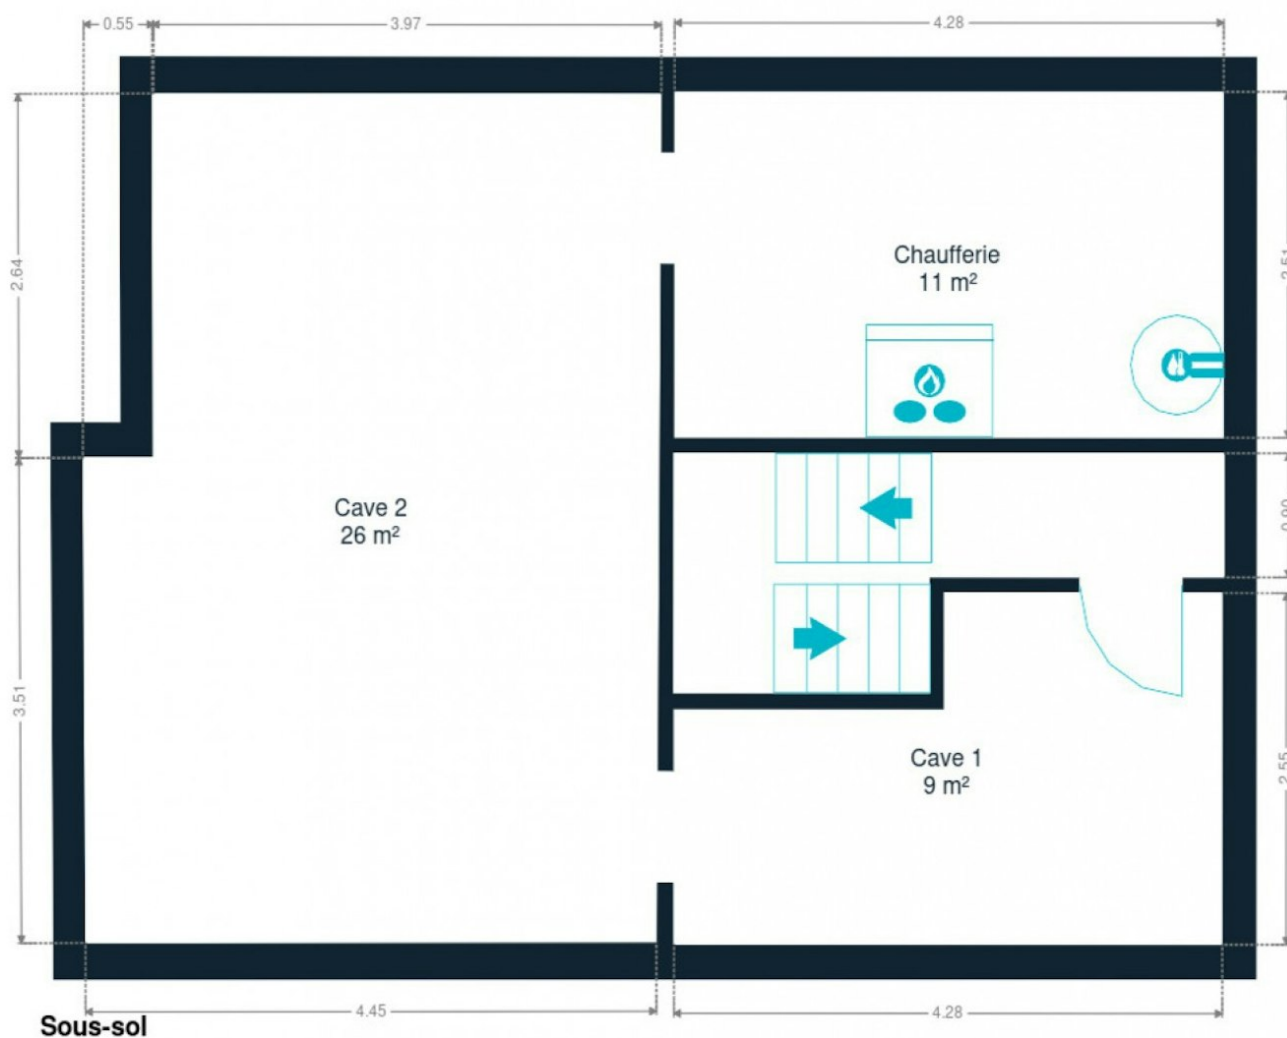 0.55
3.97
4.28
2.64
Chaufferie
11 m²
Cave 2
26 m²
3.51
Cave 1
9 m²
4.45
4.28
Sous-sol